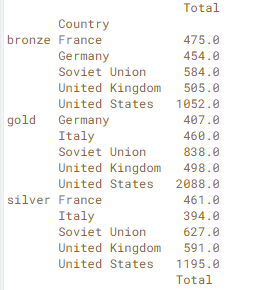 Total
Country
bronze France 475.0
Germany 454.0
Soviet Union 584.0
United Kingdom 505.0
United States 1052.0
gold Germany 407.0
Italy 460.0
Soviet Union 838.0
United Kingdom 498.0
United States 2088.0
silver France 461.0
Italy 394.0
Soviet Union 627.0
United Kingdom 591.0
United States 1195.0
Total